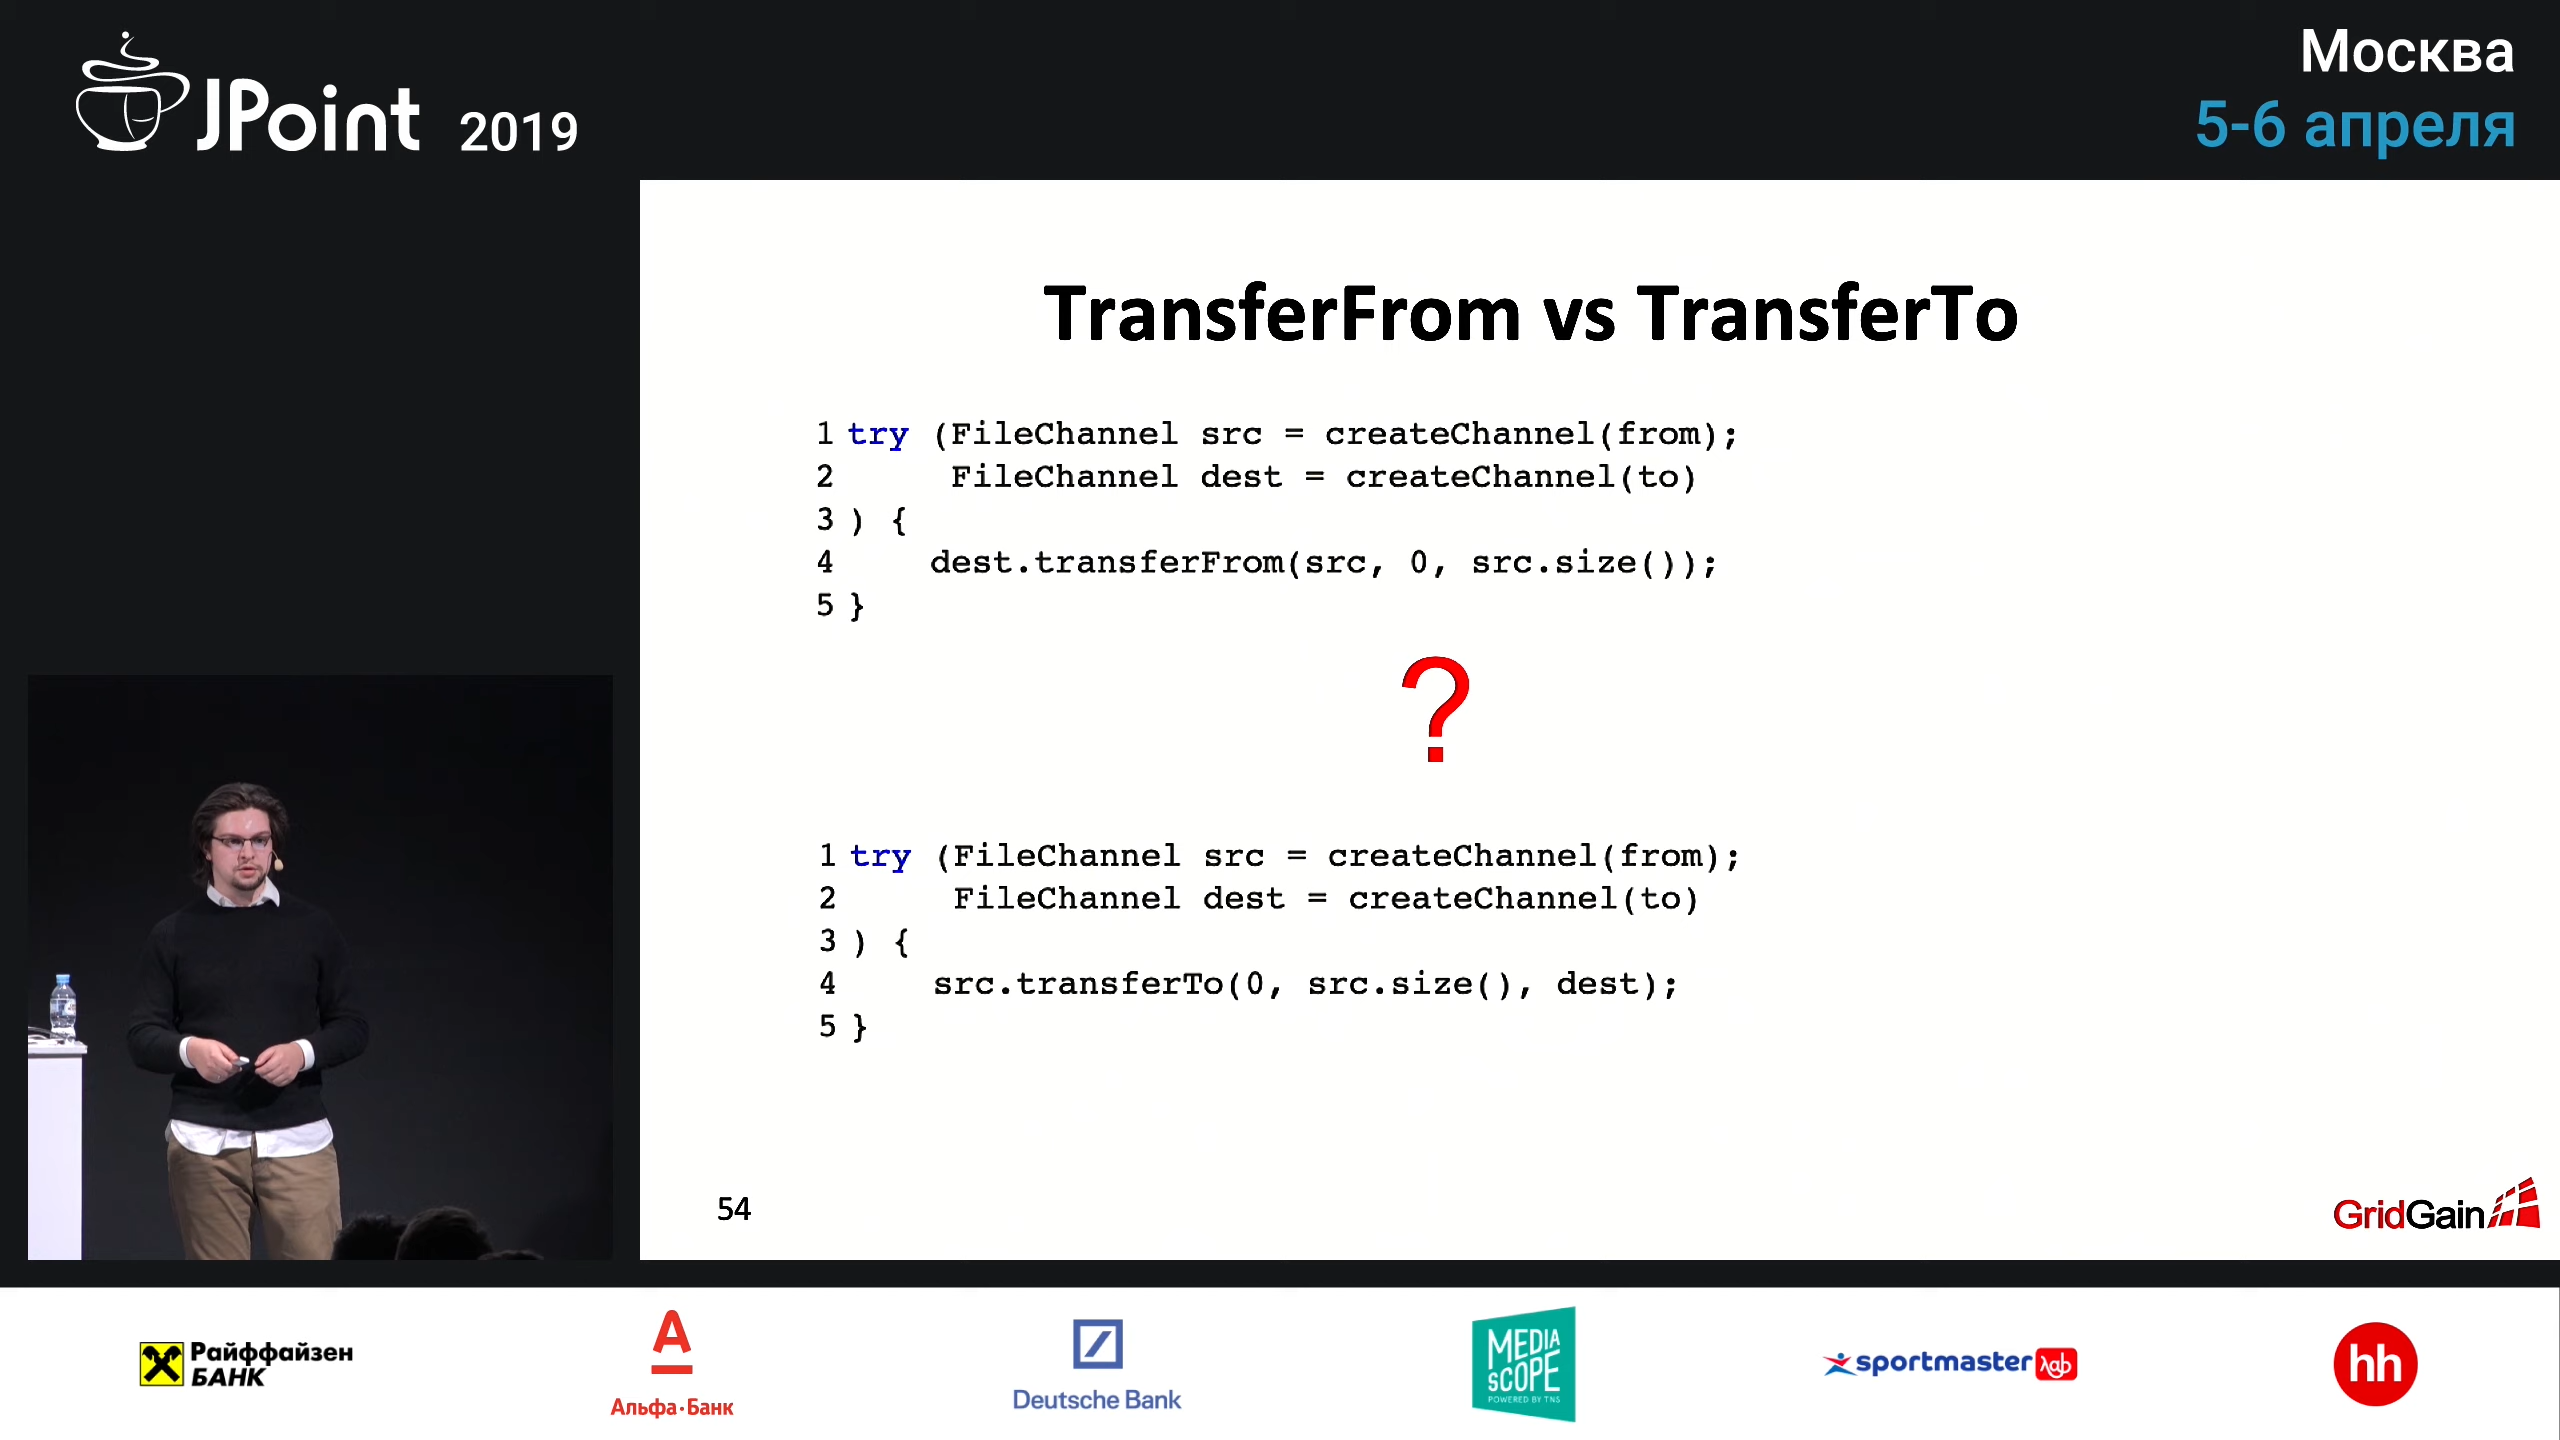 JPoint 2019
Москва
5-6 апреля
TransferFrom vs TransferTo
1 try (FileChannel src = createChannel(from);
2      FileChannel dest = createChannel(to)
3 ) {
4     dest.transferFrom(src, 0, src.size());
5 }
?
1 try (FileChannel src = createChannel(from);
2      FileChannel dest = createChannel(to)
3 ) {
4     src.transferTo(0, src.size(), dest);
5 }
54
GridGain
Райффайзен
БАНК
А
Альфа·Банк
Deutsche Bank
MEDIA
SCOPE
POWERED BY TNS
sportmaster лаб
hh